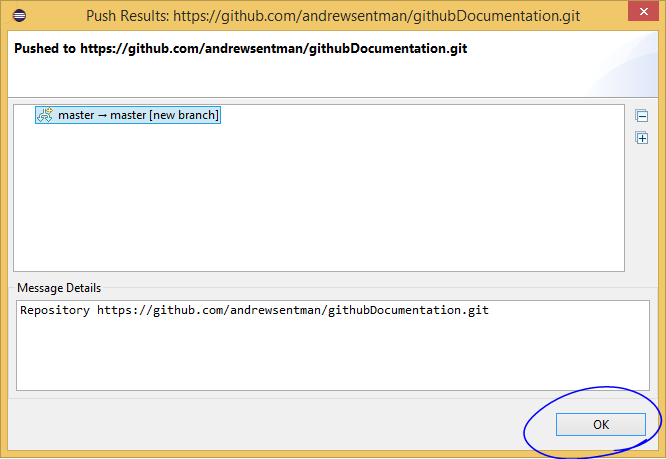 Push Results: https://github.com/andrewsentman/githubDocumentation.git
Pushed to https://github.com/andrewsentman/githubDocumentation.git
master → master [new branch]
Message Details
Repository https://github.com/andrewsentman/githubDocumentation.git
OK